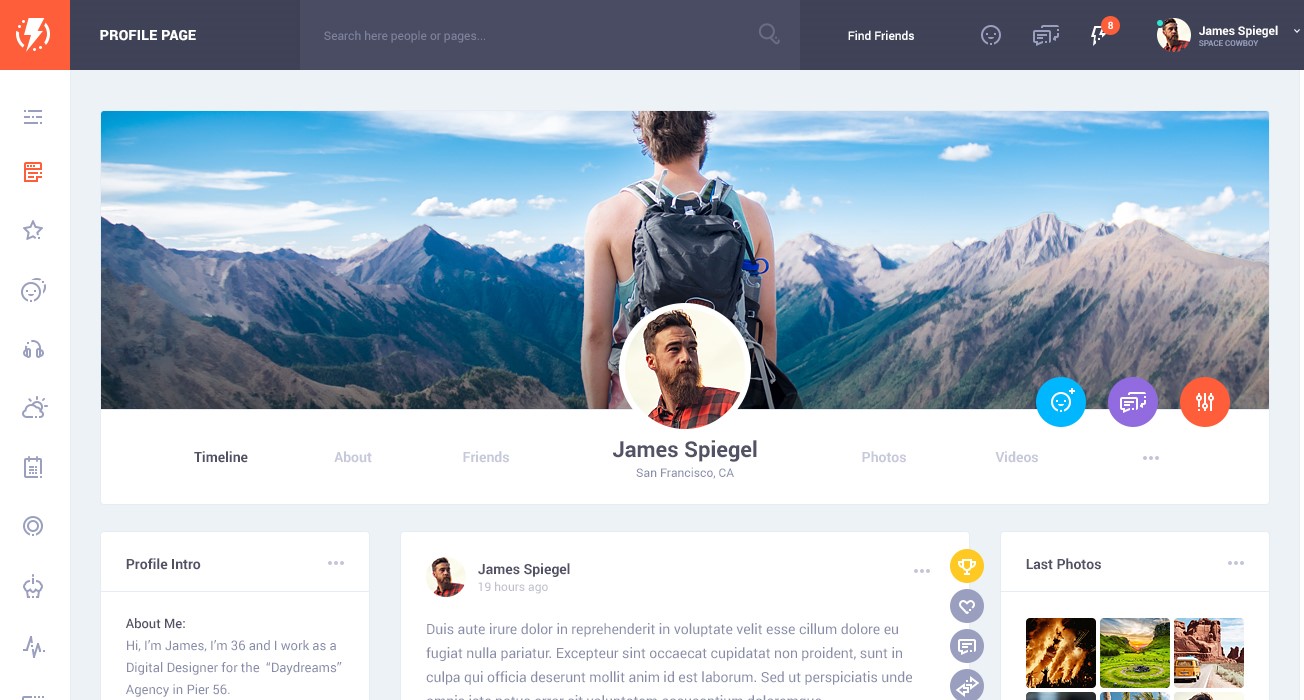 PROFILE PAGE
Search here people or pages...
Find Friends
8
James Spiegel
SPACE COWBOY
Timeline
About
Friends
James Spiegel
San Francisco, CA
Photos
Videos
Profile Intro
About Me:
Hi, I’m James, I’m 36 and I work as a
Digital Designer for the “Daydreams”
Agency in Pier 56.
James Spiegel
19 hours ago
Duis aute irure dolor in reprehenderit in voluptate velit esse cillum dolore eu
fugiat nulla pariatur. Excepteur sint occaecat cupidatat non proident, sunt in
culpa qui officia deserunt mollit anim id est laborum. Sed ut perspiciatis unde
Last Photos